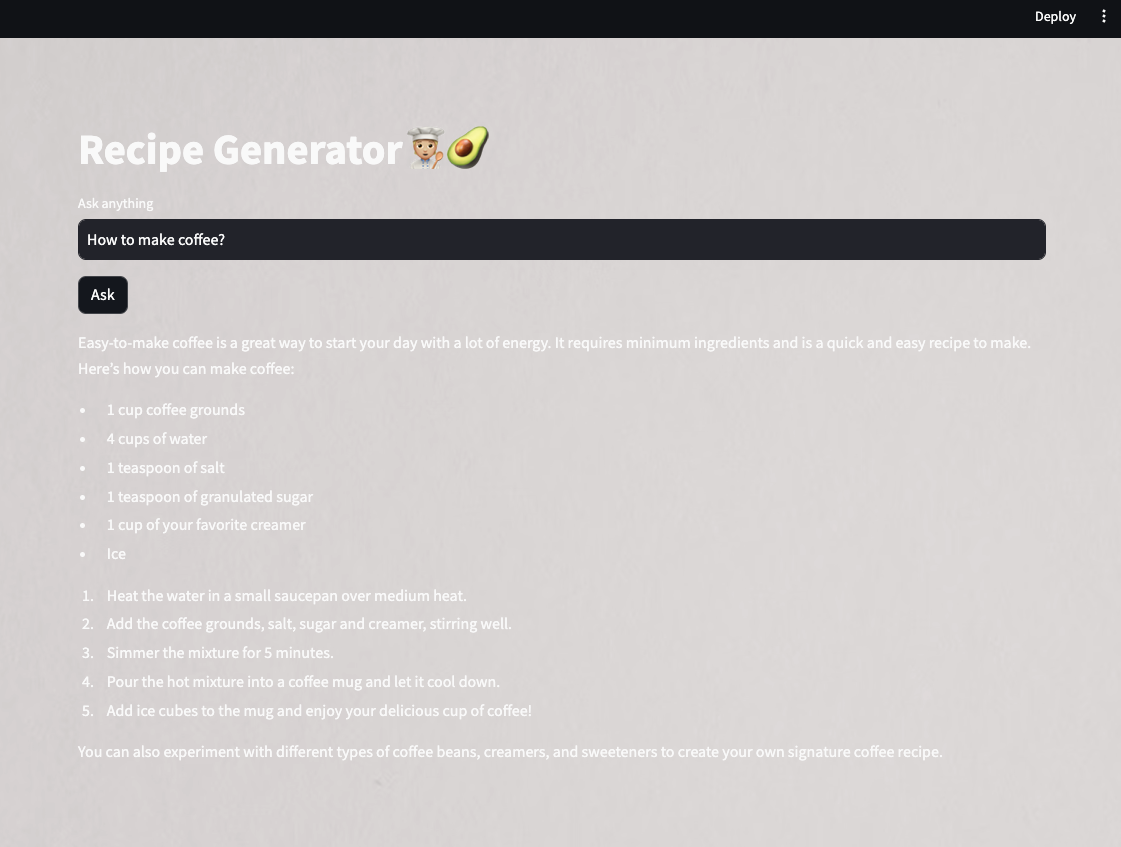 Deploy
Recipe Generator
Ask anything
How to make coffee?
Ask
Easy-to-make coffee is a great way to start your day with a lot of energy. It requires minimum ingredients and is a quick and easy recipe to make.
Here's how you can make coffee:
• 1 cup coffee grounds
• 4 cups of water
• 1 teaspoon of salt
• 1 teaspoon of granulated sugar
• 1 cup of your favorite creamer
• Ice
1. Heat the water in a small saucepan over medium heat.
2. Add the coffee grounds, salt, sugar and creamer, stirring well.
3. Simmer the mixture for 5 minutes.
4. Pour the hot mixture into a coffee mug and let it cool down.
5. Add ice cubes to the mug and enjoy your delicious cup of coffee!
You can also experiment with different types of coffee beans, creamers, and sweeteners to create your own signature coffee recipe.